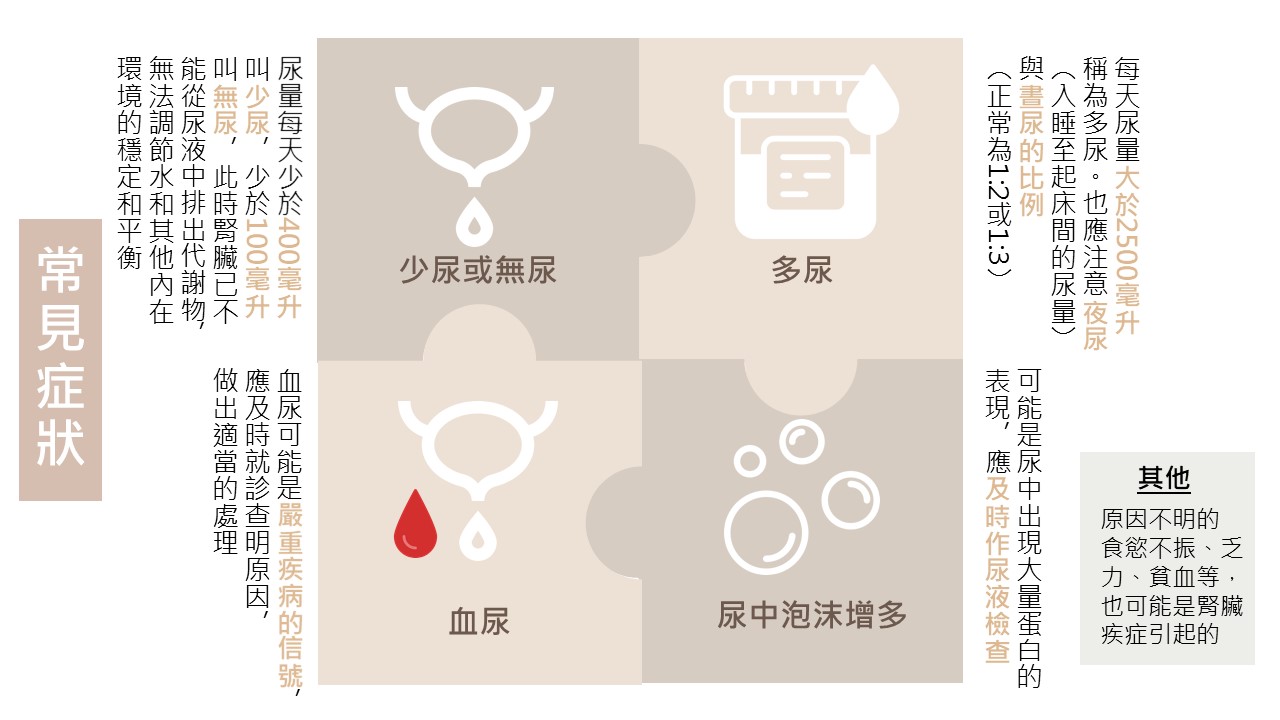 常見症狀
尿量每天少於400毫升
叫少尿，少於100毫升
叫無尿，此時腎臟已不
能從尿液中排出代謝物，
無法調節水和其他內在
環境的穩定和平衡
少尿或無尿
多尿
每天尿量大於2500毫升
稱為多尿。也應注意夜尿
（入睡至起床間的尿量）
與晝尿的比例
（正常為1:2或1:3）
血尿可能是嚴重疾病的信號，
應及時就診查明原因，
做出適當的處理
血尿
尿中泡沫增多
可能是尿中出現大量蛋白的
表現，應及時作尿液檢查
其他
原因不明的
食慾不振、乏
力、貧血等，
也可能是腎臟
疾症引起的